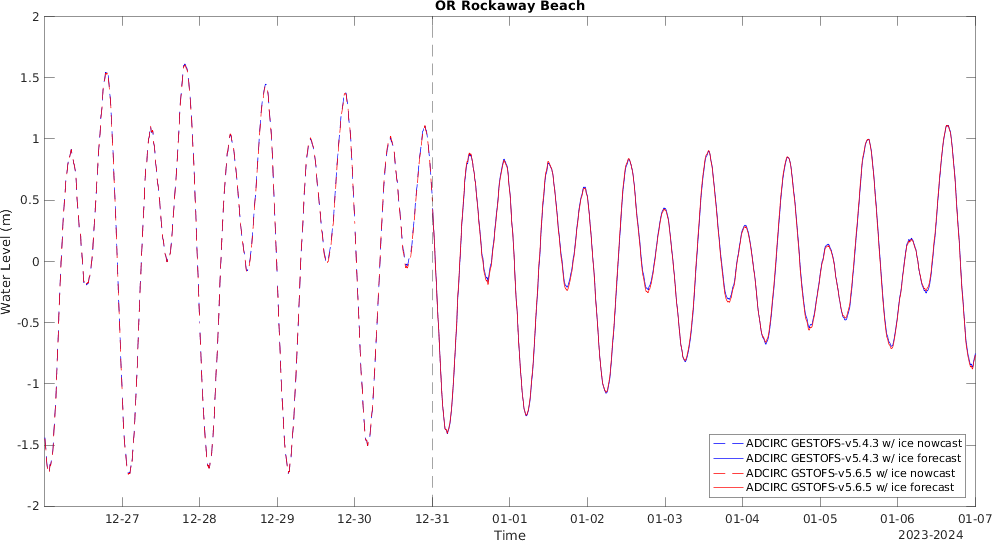 OR Rockaway Beach
2
1.5
1
0.5
0
-0.5
-1
-1.5
-2
Water Level (m)
ADCIRC GESTOFS-v5.4.3 w/ ice nowcast
ADCIRC GESTOFS-v5.4.3 w/ ice forecast
ADCIRC GSTOFS-v5.6.5 w/ ice nowcast
ADCIRC GSTOFS-v5.6.5 w/ ice forecast
12-27 12-28 12-29 12-30 12-31 01-01 01-02 01-03 01-04 01-05 01-06 01-07
Time
2023-2024